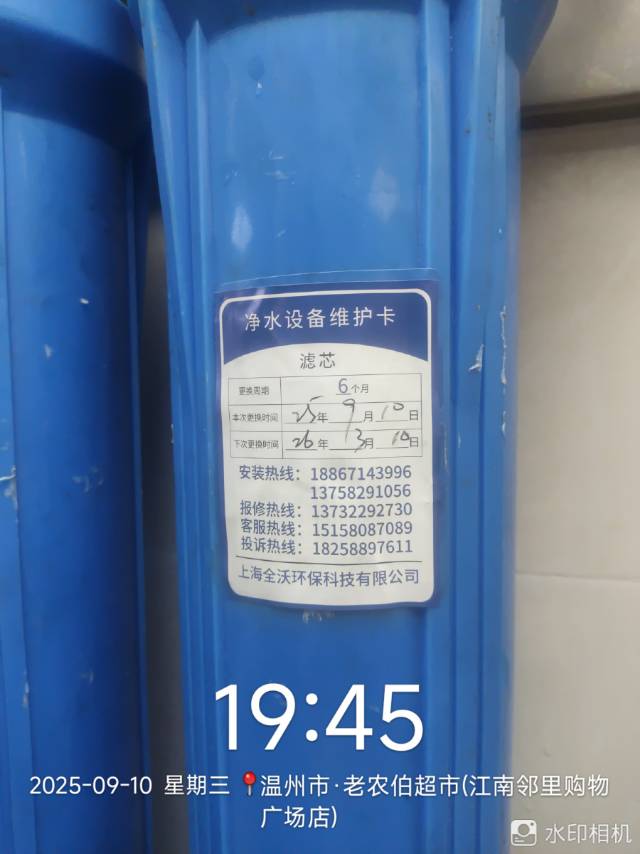 净水设备维护卡
滤芯
更换周期 6个月
本次更换时间 25年 9月 10日
下次更换时间 26年 3月 10日
安装热线：18867143996
13758291056
报修热线：13732292730
客服热线：15158087089
投诉热线：18258897611
上海全沃环保科技有限公司
19:45
2025-09-10 星期三 温州市·老农伯超市(江南邻里购物
广场店)
水印相机